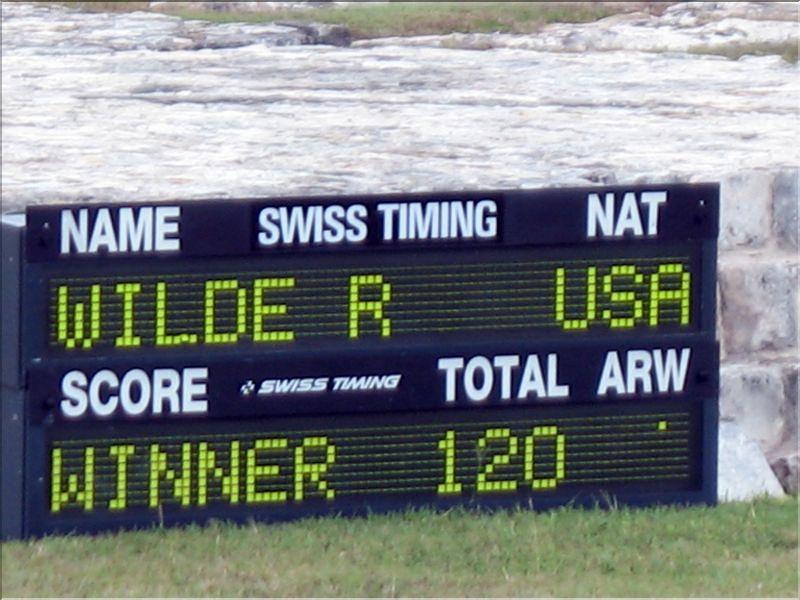 NAME SWISS TIMING NAT
WILDE R USA
SCORE SWISS TIMING TOTAL ARW
WINNER 120